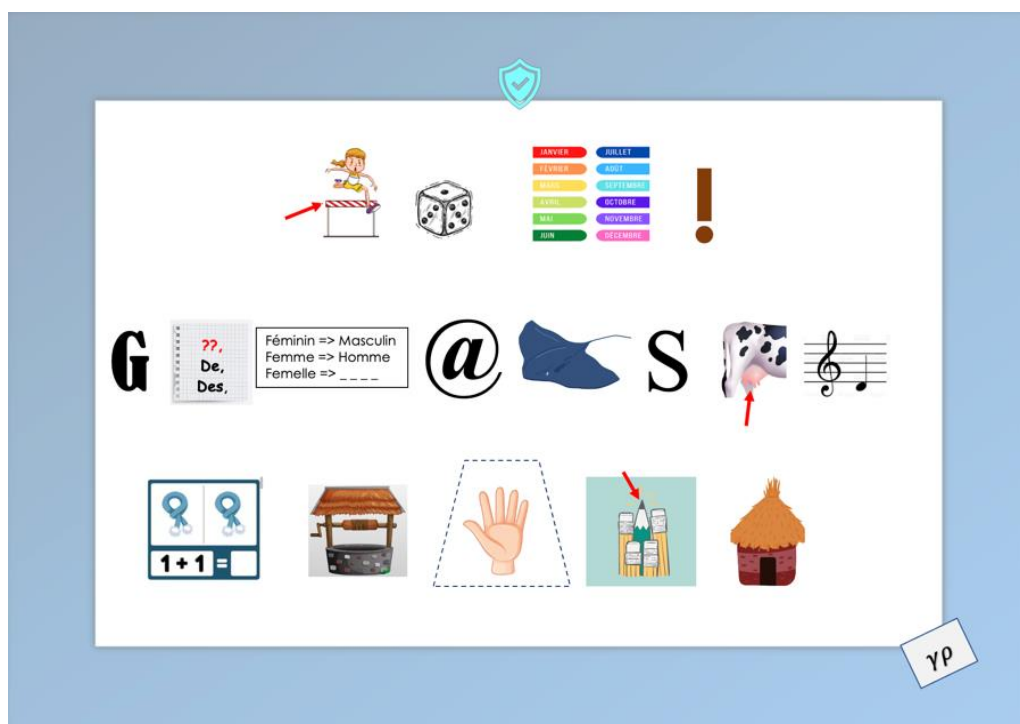 JANVIER JUILLET
FÉVRIER AOÛT
MARS SEPTEMBRE
AVRIL OCTOBRE
MAI NOVEMBRE
JUIN DÉCEMBRE
!
G
??,
De,
Des,
Féminin => Masculin
Femme => Homme
Femelle => _ _ _ _
@
S
1 + 1 =
γρ